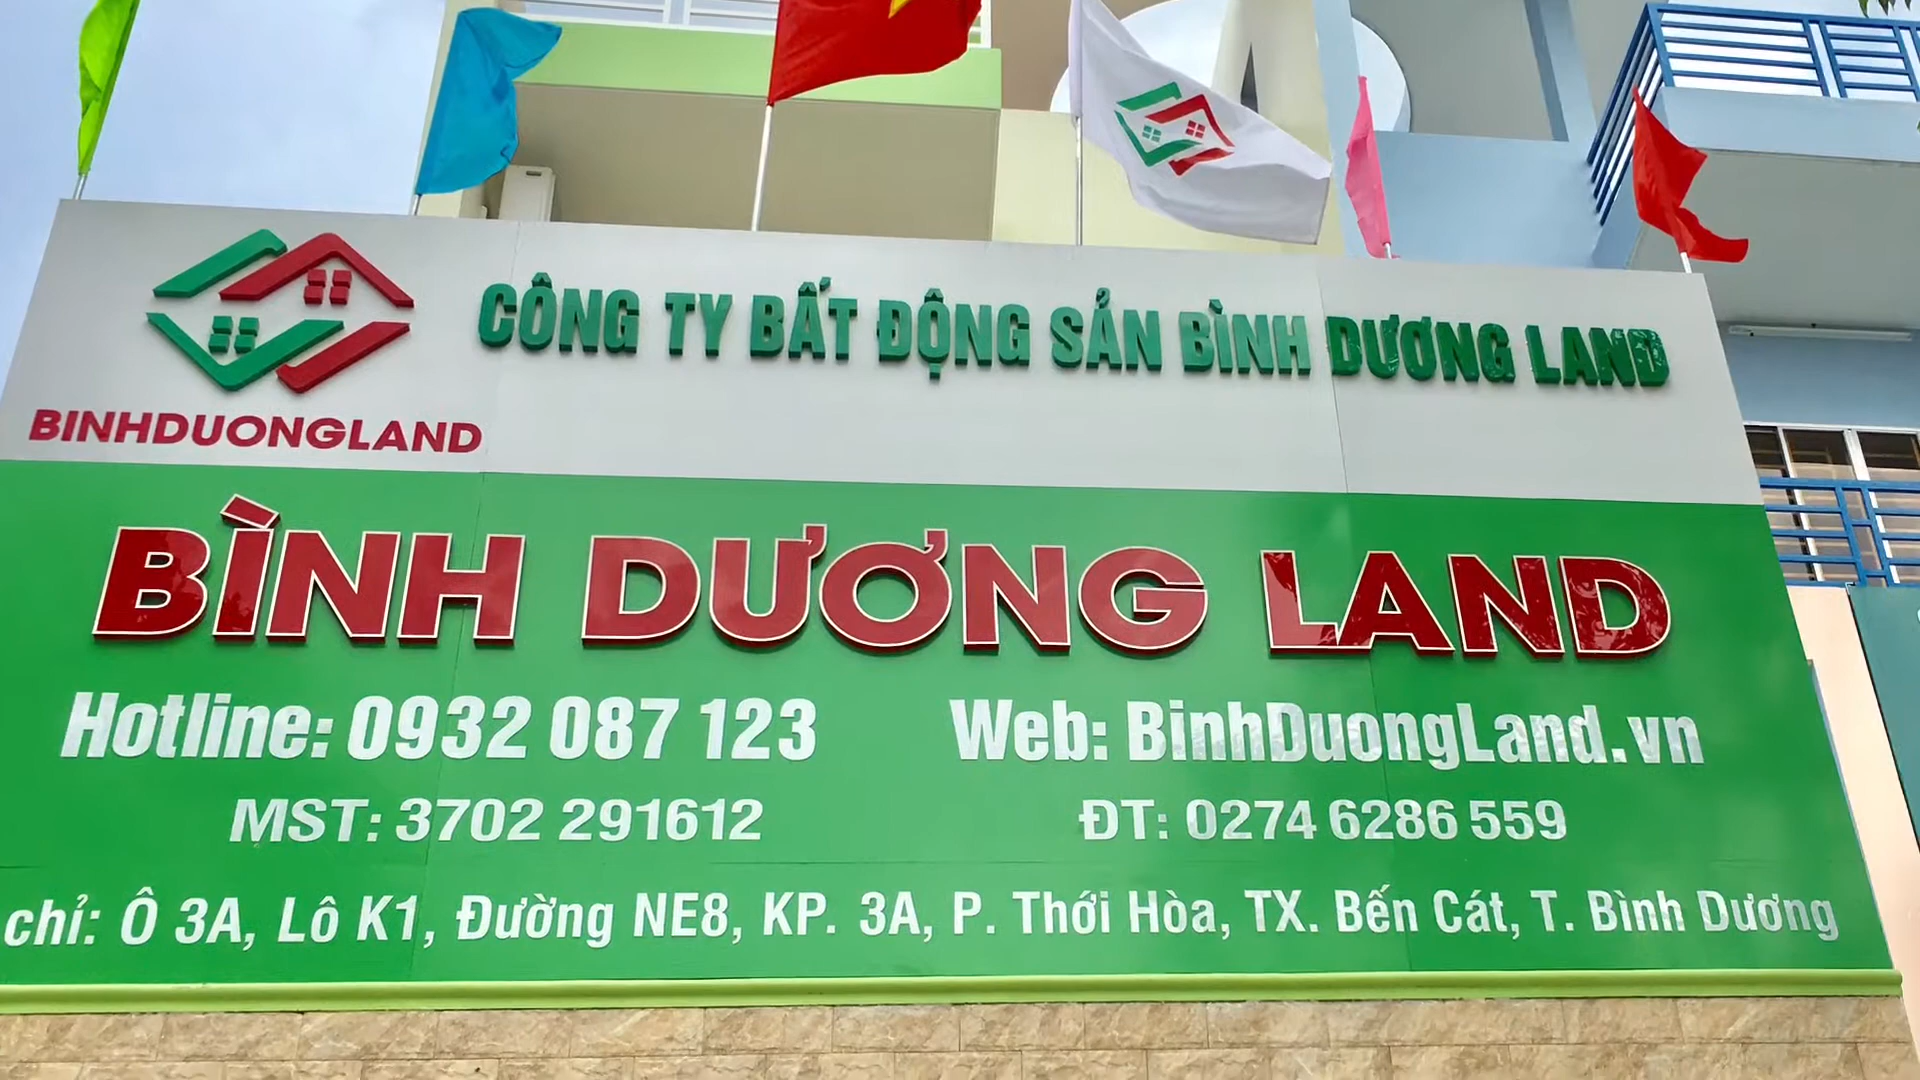 CÔNG TY BẤT ĐỘNG SẢN BÌNH DƯƠNG LAND
BINHDUONGLAND
BÌNH DƯƠNG LAND
Hotline: 0932 087 123 Web: BinhDuongLand.vn
MST: 3702 291612 ĐT: 0274 6286 559
chỉ: Ô 3A, Lô K1, Đường NE8, KP. 3A, P. Thới Hòa, TX. Bến Cát, T. Bình Dương